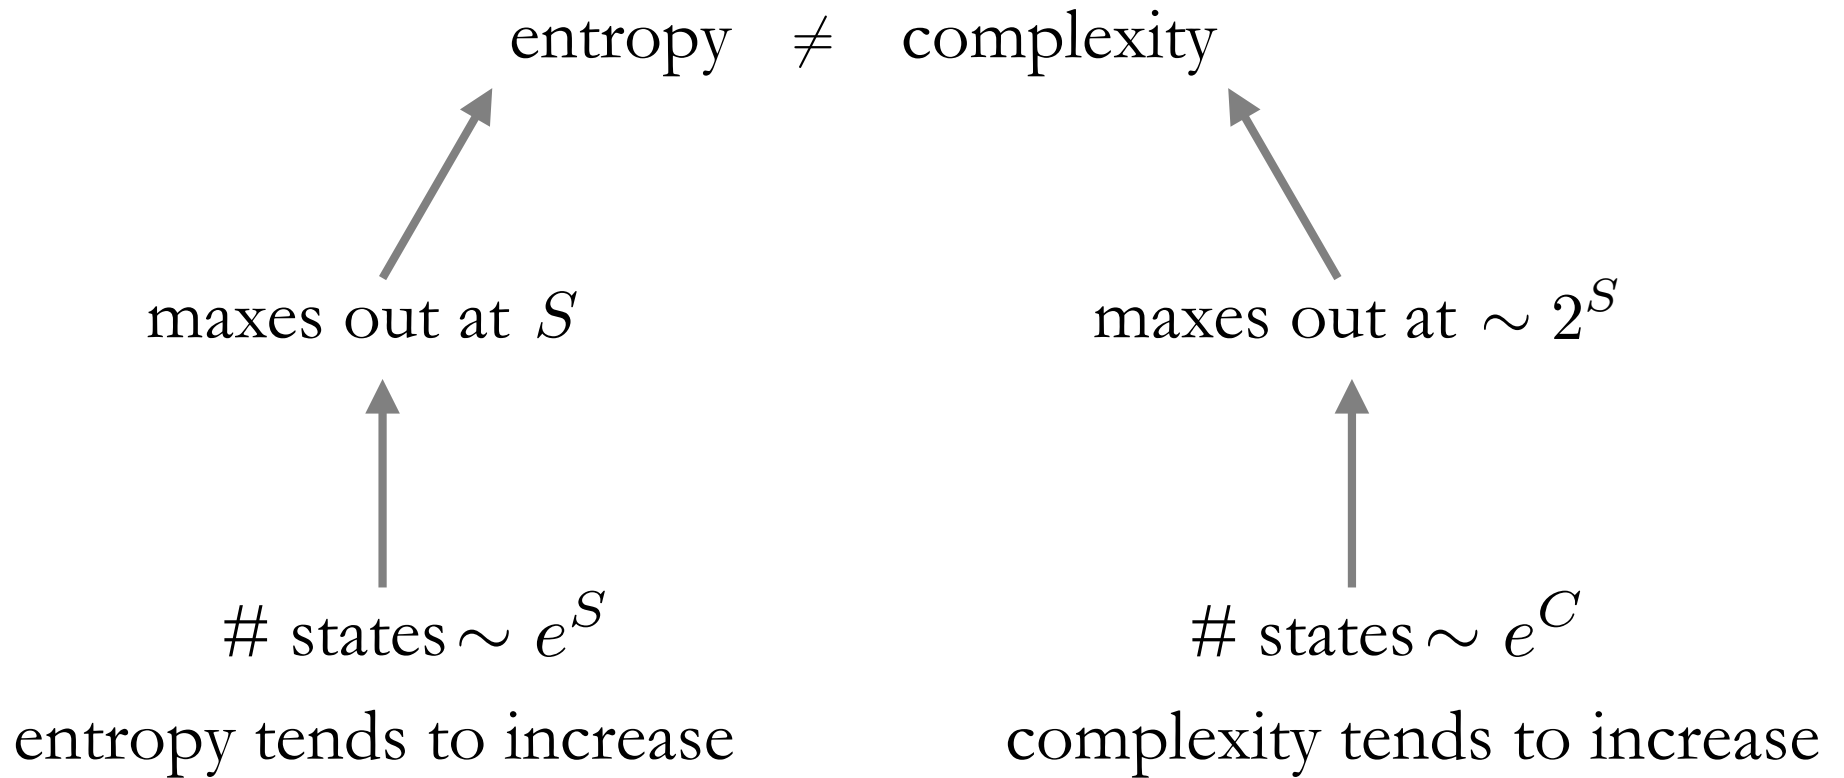 entropy ≠ complexity
maxes out at S
maxes out at ~ 2^S
# states ~ e^S
# states ~ e^C
entropy tends to increase
complexity tends to increase